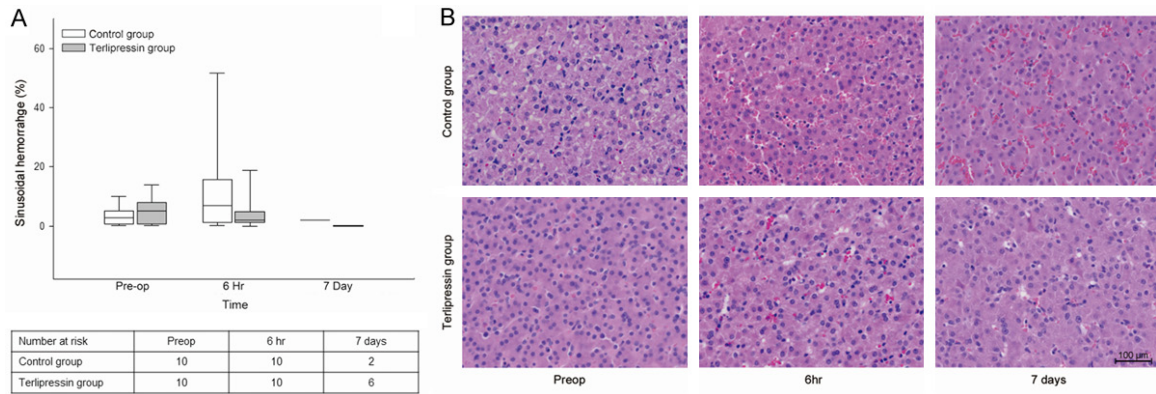 A
Control group
Terlipressin group
60
40
20
0
Sinusoidal hemorrahge (%)
Pre-op 6 Hr 7 Day
Time
Number at risk Preop 6 hr 7 days
Control group 10 10 2
Terlipressin group 10 10 6
B
Control group
Terlipressin group
100 µm
Preop 6hr 7 days